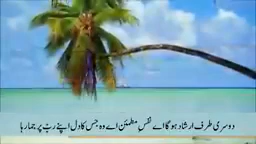 دوسری طرف ارشاد ہوگا اے نفسِ مطمئن اے وہ جس کا دل اپنے ربّ پر جما رہا